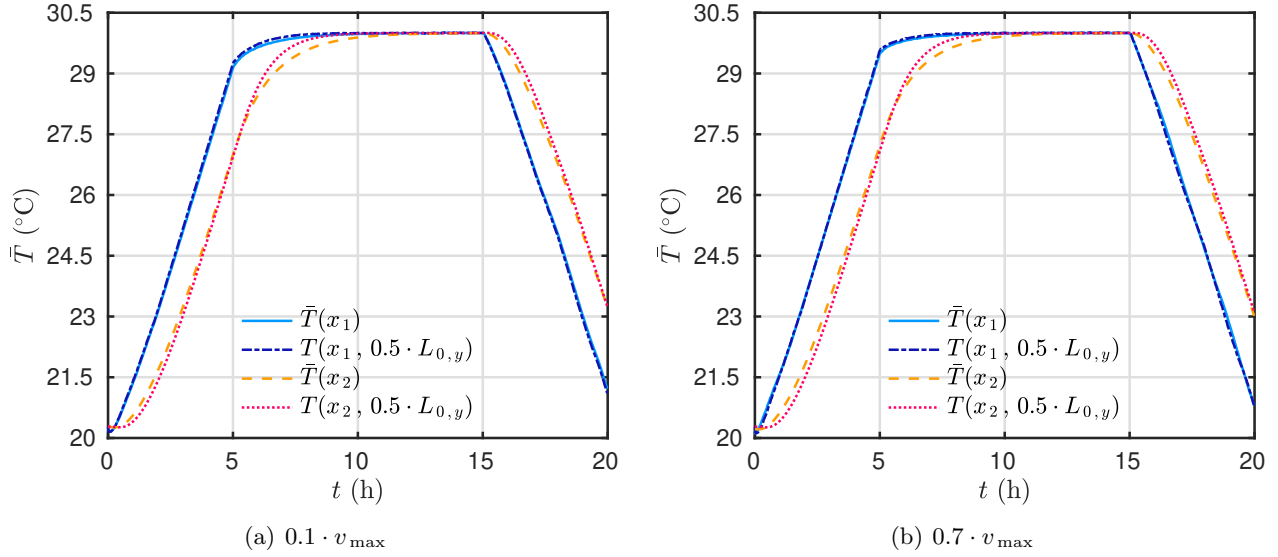 30.5
29
27.5
26
24.5
23
21.5
20
T̄ (°C)
T̄(x₁)
T(x₁, 0.5 · L₀,ᵧ)
T̄(x₂)
T(x₂, 0.5 · L₀,ᵧ)
0 5 10 15 20
t (h)
(a) 0.1 · v max
30.5
29
27.5
26
24.5
23
21.5
20
T̄ (°C)
T̄(x₁)
T(x₁, 0.5 · L₀,ᵧ)
T̄(x₂)
T(x₂, 0.5 · L₀,ᵧ)
0 5 10 15 20
t (h)
(b) 0.7 · v max